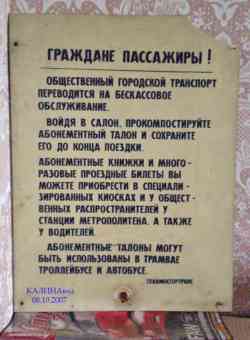 ГРАЖДАНЕ ПАССАЖИРЫ!
ОБЩЕСТВЕННЫЙ ГОРОДСКОЙ ТРАНСПОРТ
ПЕРЕВОДИТСЯ НА БЕСКАССОВОЕ
ОБСЛУЖИВАНИЕ.
ВОЙДЯ В САЛОН, ПРОКОМПОСТИРУЙТЕ
АБОНЕМЕНТНЫЙ ТАЛОН И СОХРАНИТЕ
ЕГО ДО КОНЦА ПОЕЗДКИ.
АБОНЕМЕНТНЫЕ КНИЖКИ И МНОГО-
РАЗОВЫЕ ПРОЕЗДНЫЕ БИЛЕТЫ ВЫ
МОЖЕТЕ ПРИОБРЕСТИ В СПЕЦИАЛИ-
ЗИРОВАННЫХ КИОСКАХ И У ОБЩЕСТ-
ВЕННЫХ РАСПРОСТРАНИТЕЛЕЙ У
СТАНЦИИ МЕТРОПОЛИТЕНА. А ТАКЖЕ
У ВОДИТЕЛЕЙ.
АБОНЕМЕНТНЫЕ ТАЛОНЫ МОГУТ
БЫТЬ ИСПОЛЬЗОВАНЫ В ТРАМВАЕ
ТРОЛЛЕЙБУСЕ И АВТОБУСЕ.
ГЛАВМОСГОРТРАНС
КАЛИНАвод
08.10.2007